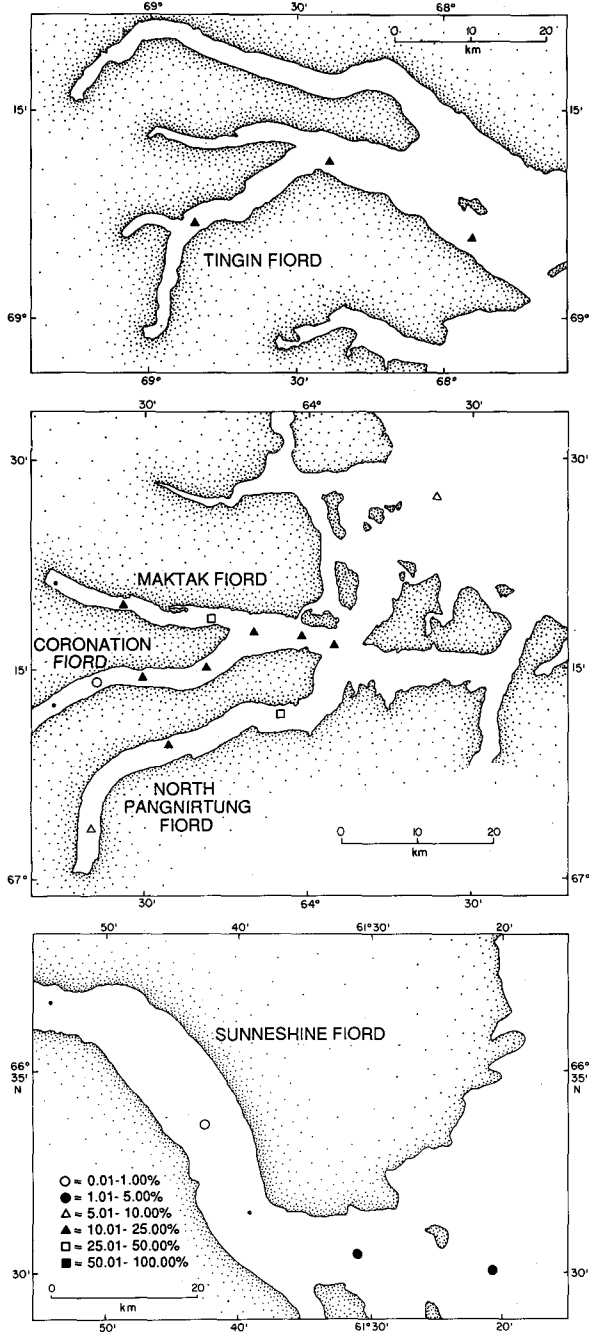 69° 30' 68°
0 10 20
km
15' 15'
TINGIN FIORD
69° 69°
69° 30' 68°
30' 64° 30'
30' 30'
MAKTAK FIORD
CORONATION
FIORD
15' 15'
NORTH
PANGNIRTUNG
FIORD
0 10 20
km
67° 67°
30' 64° 30'
50' 40' 61°30' 20'
SUNNESHINE FIORD
66°
35'
N
66°
35'
N
○ = 0.01-1.00%
● = 1.01- 5.00%
△ = 5.01- 10.00%
▲ = 10.01- 25.00%
□ = 25.01- 50.00%
■ = 50.01- 100.00%
30' 30'
0 20
km
50' 40' 61°30' 20'